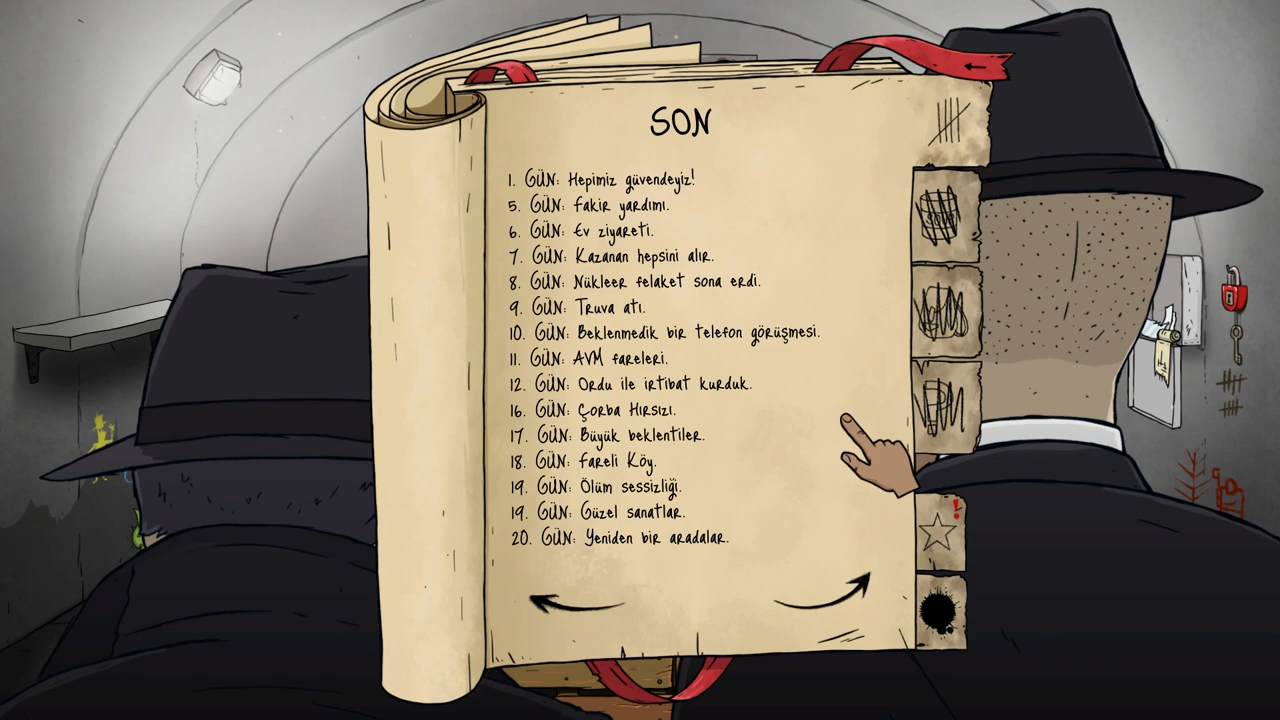 SON
1. GÜN: Hepimiz güvendeyiz!
5. GÜN: Fakir yardımı.
6. GÜN: Ev ziyareti.
7. GÜN: Kazanan hepsini alır.
8. GÜN: Nükleer felaket sona erdi.
9. GÜN: Truva atı.
10. GÜN: Beklenmedik bir telefon görüşmesi.
11. GÜN: AVM fareleri.
12. GÜN: Ordu ile irtibat kurduk.
16. GÜN: Çorba Hırsızı.
17. GÜN: Büyük beklentiler.
18. GÜN: Fareli Köy.
19. GÜN: Ölüm sessizliği.
19. GÜN: Güzel sanatlar.
20. GÜN: Yeniden bir aradalar.